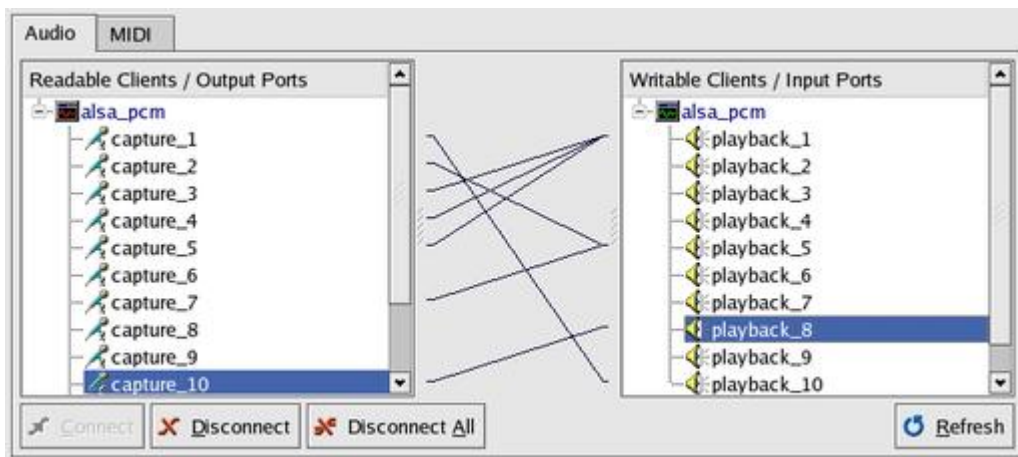 Audio MIDI
Readable Clients / Output Ports
alsa_pcm
capture_1
capture_2
capture_3
capture_4
capture_5
capture_6
capture_7
capture_8
capture_9
capture_10
Writable Clients / Input Ports
alsa_pcm
playback_1
playback_2
playback_3
playback_4
playback_5
playback_6
playback_7
playback_8
playback_9
playback_10
Connect Disconnect Disconnect All Refresh